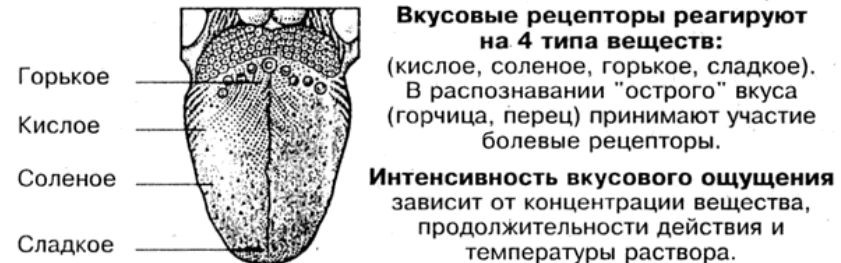 Горькое
Кислое
Соленое
Сладкое
Вкусовые рецепторы реагируют
на 4 типа веществ:
(кислое, соленое, горькое, сладкое).
В распознавании "острого" вкуса
(горчица, перец) принимают участие
болевые рецепторы.
Интенсивность вкусового ощущения
зависит от концентрации вещества,
продолжительности действия и
температуры раствора.